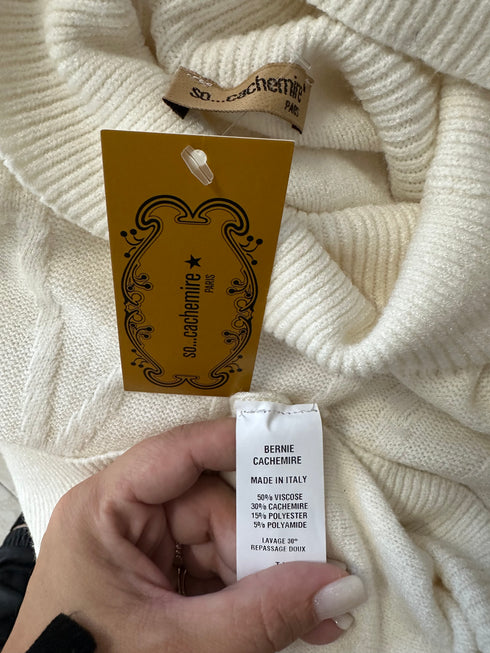 so...cachemire
PARIS
so...cachemire
PARIS
BERNIE
CACHEMIRE
MADE IN ITALY
50% VISCOSE
30% CACHEMIRE
15% POLYESTER
5% POLYAMIDE
LAVAGE 30°
REPASSAGE DOUX